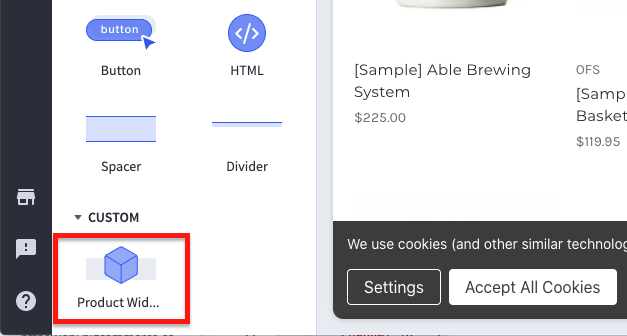 button
Button
HTML
Spacer
Divider
CUSTOM
Product Wid...
[Sample] Able Brewing
System
$225.00
OFS
[Samp
Basket
$119.95
We use cookies (and other similar technolog
Settings
Accept All Cookies